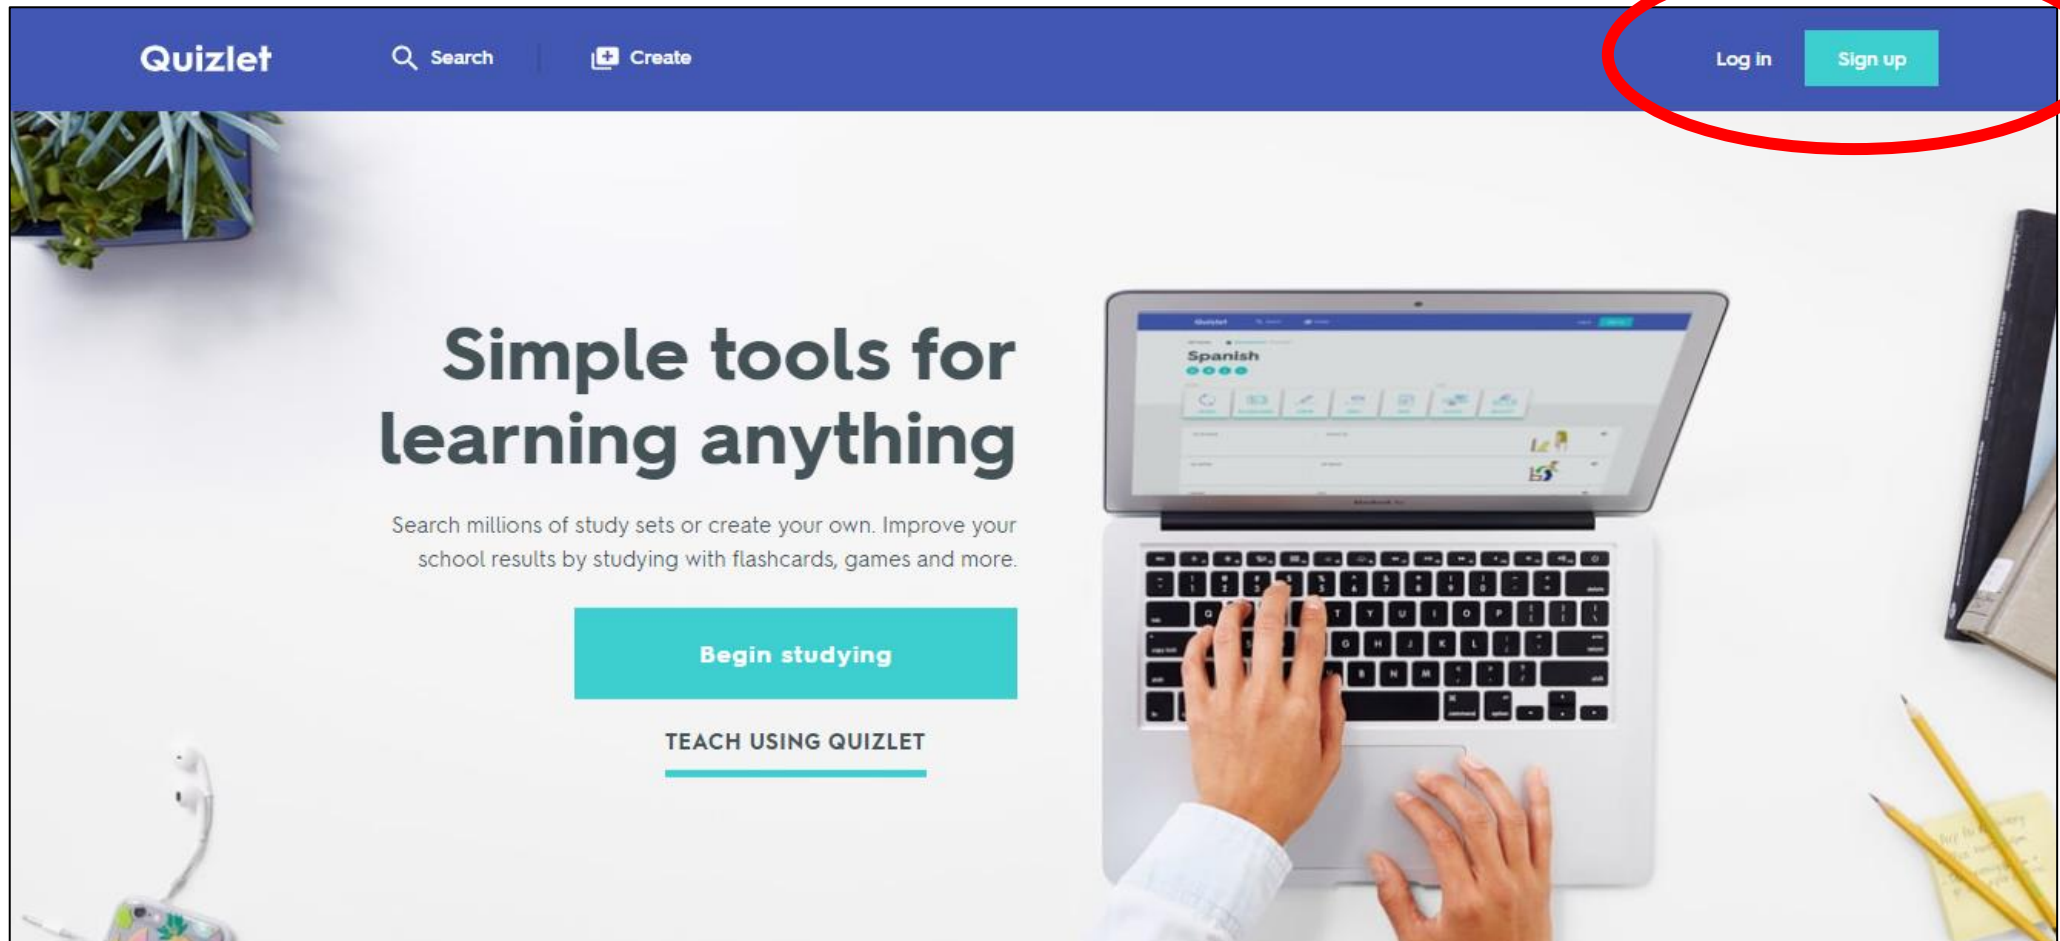 Quizlet
Search
Create
Log in
Sign up
Simple tools for
learning anything
Search millions of study sets or create your own. Improve your
school results by studying with flashcards, games and more.
Begin studying
TEACH USING QUIZLET
Quizlet
Spanish